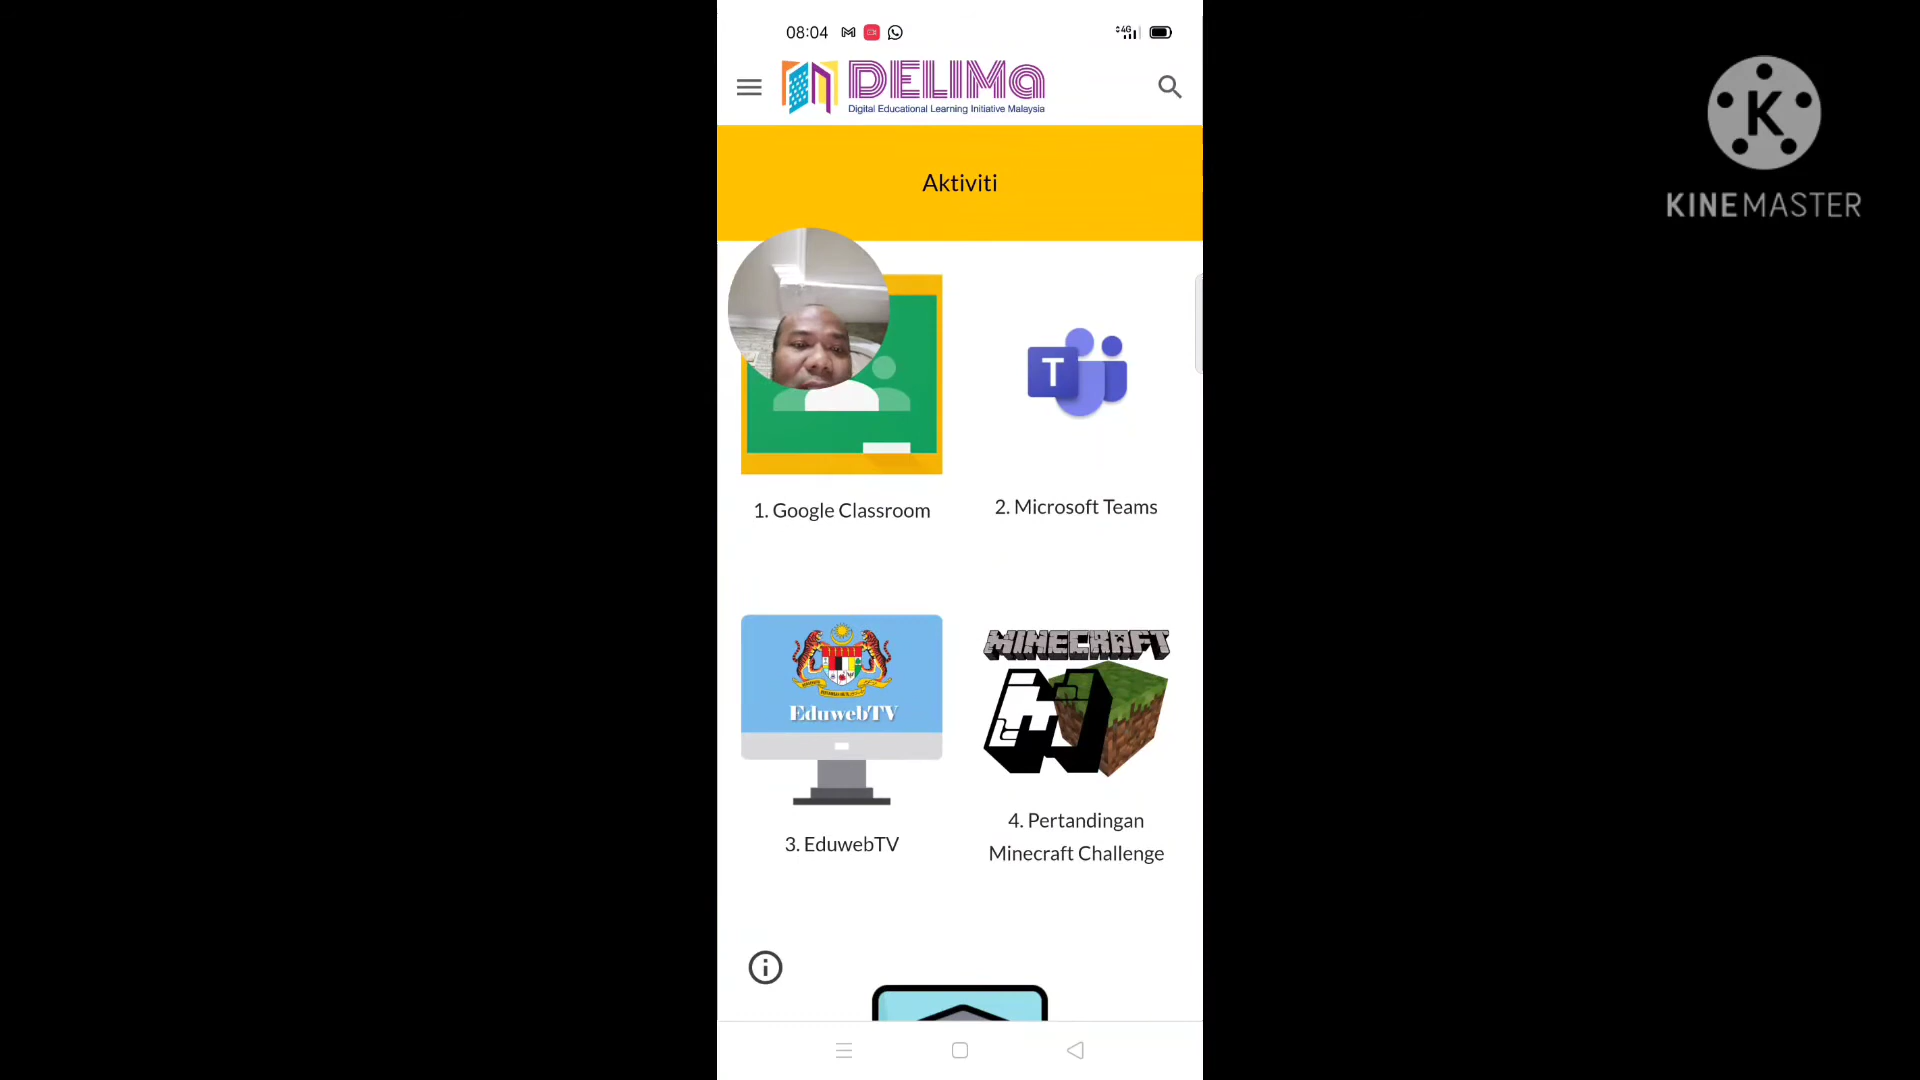 08:04
4G
DELIMa
Digital Educational Learning Initiative Malaysia
K
KINEMASTER
Aktiviti
T
1. Google Classroom
2. Microsoft Teams
EduwebTV
MINECRAFT
M
3. EduwebTV
4. Pertandingan
Minecraft Challenge